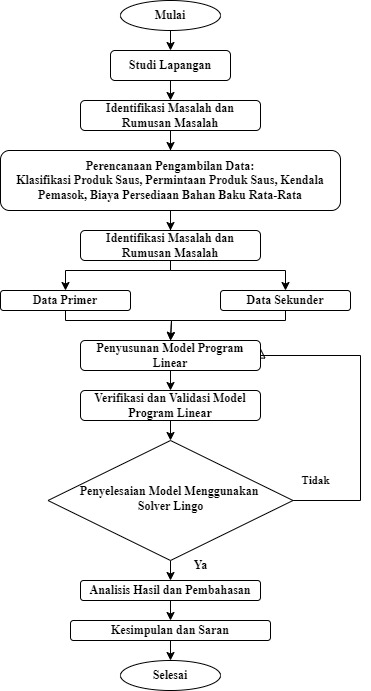 Mulai
Studi Lapangan
Identifikasi Masalah dan
Rumusan Masalah
Perencanaan Pengambilan Data:
Klasifikasi Produk Saus, Permintaan Produk Saus, Kendala
Pemasok, Biaya Persediaan Bahan Baku Rata-Rata
Identifikasi Masalah dan
Rumusan Masalah
Data Primer
Data Sekunder
Penyusunan Model Program
Linear
Verifikasi dan Validasi Model
Program Linear
Penyelesaian Model Menggunakan
Solver Lingo
Tidak
Ya
Analisis Hasil dan Pembahasan
Kesimpulan dan Saran
Selesai